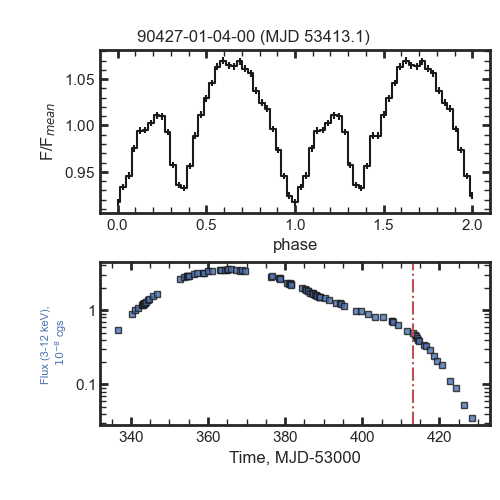 90427-01-04-00 (MJD 53413.1)
F/F_mean
1.05
1.00
0.95
0.0 0.5 1.0 1.5 2.0
phase
Flux (3-12 keV),
10⁻⁸ cgs
1
0.1
340 360 380 400 420
Time, MJD-53000